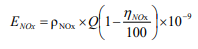 E_NOx = ρ_NOx × Q(1 − η_NOx/100) × 10^−9